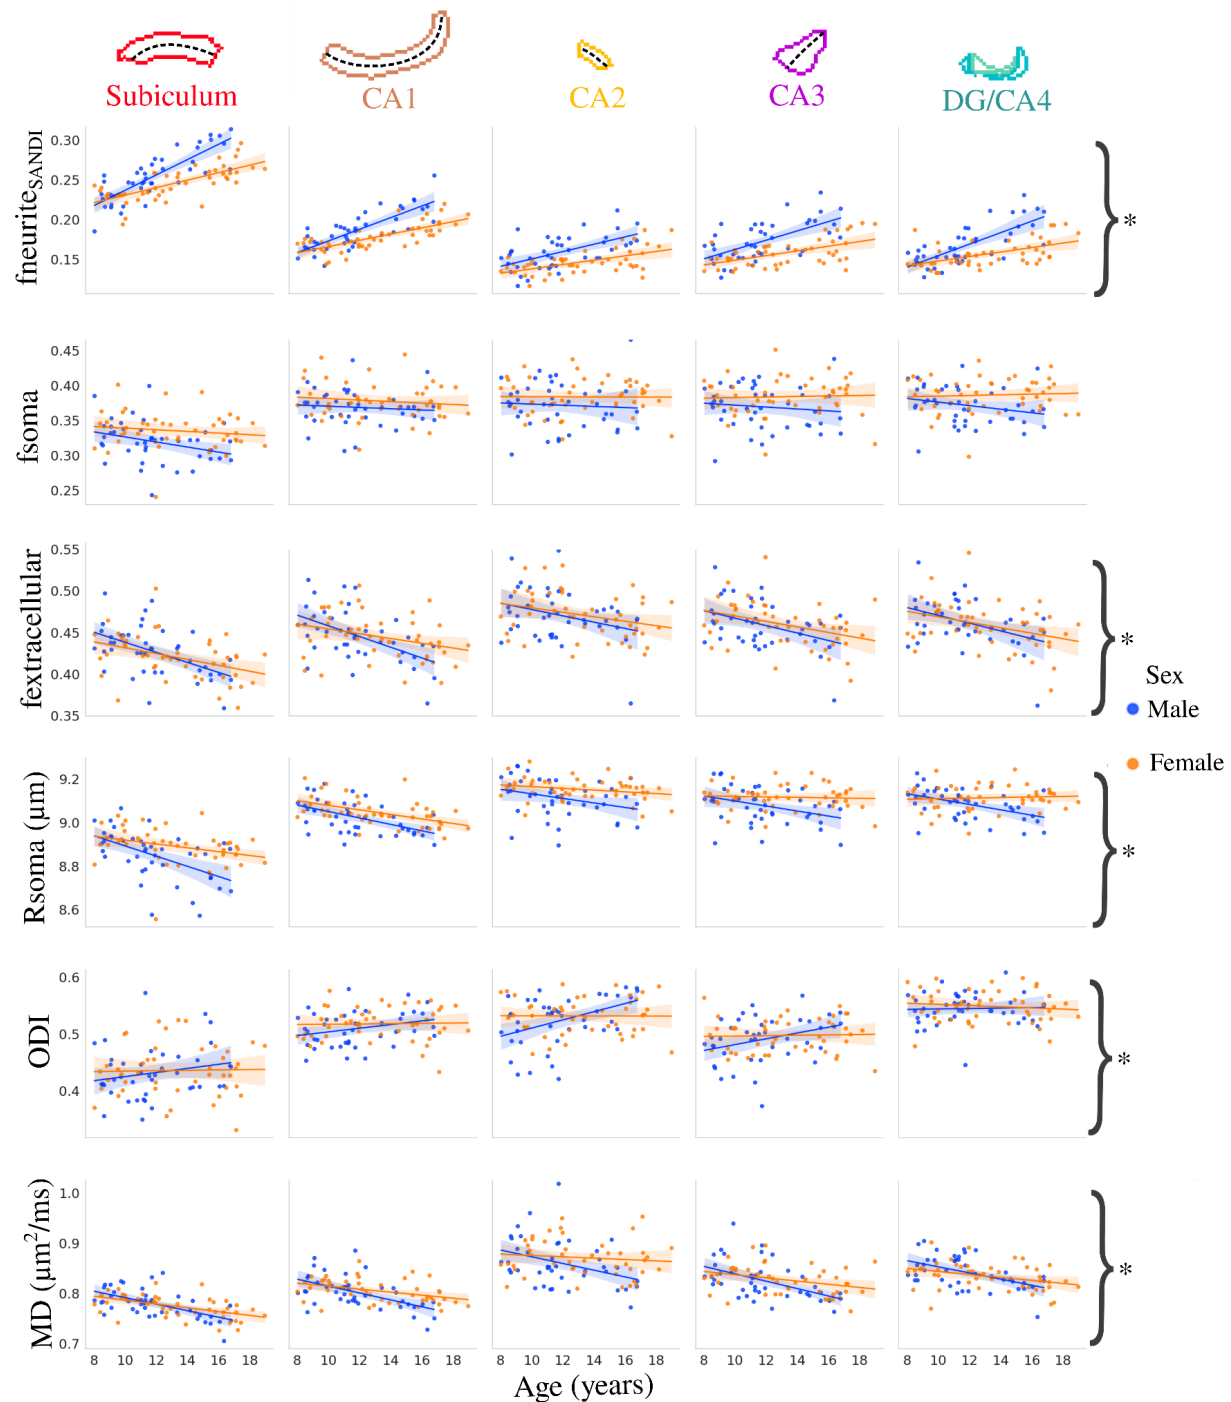 Subiculum CA1 CA2 CA3 DG/CA4
fneurite_SANDI
0.30
0.25
0.20
0.15
*
fsoma
0.45
0.40
0.35
0.30
0.25
fextracellular
0.55
0.50
0.45
0.40
0.35
*
Sex
Male
Female
Rsoma (μm)
9.2
9.0
8.8
8.6
*
ODI
0.6
0.5
0.4
*
MD (μm²/ms)
1.0
0.9
0.8
0.7
*
8 10 12 14 16 18 8 10 12 14 16 18 8 10 12 14 16 18 8 10 12 14 16 18 8 10 12 14 16 18
Age (years)